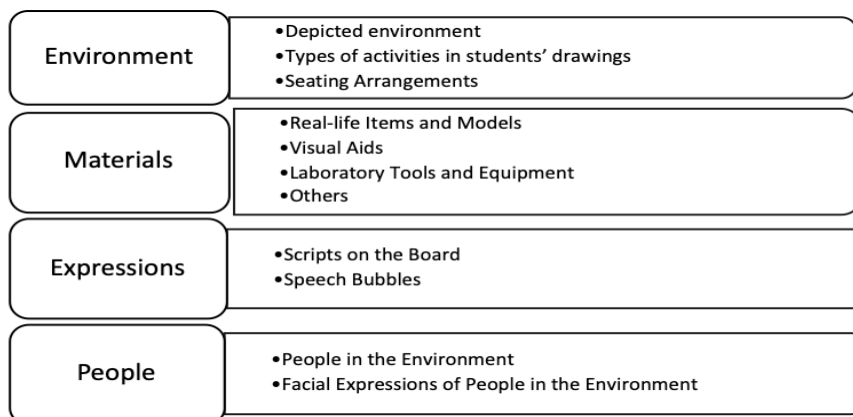 Environment
•Depicted environment
•Types of activities in students’ drawings
•Seating Arrangements
Materials
•Real-life Items and Models
•Visual Aids
•Laboratory Tools and Equipment
•Others
Expressions
•Scripts on the Board
•Speech Bubbles
People
•People in the Environment
•Facial Expressions of People in the Environment